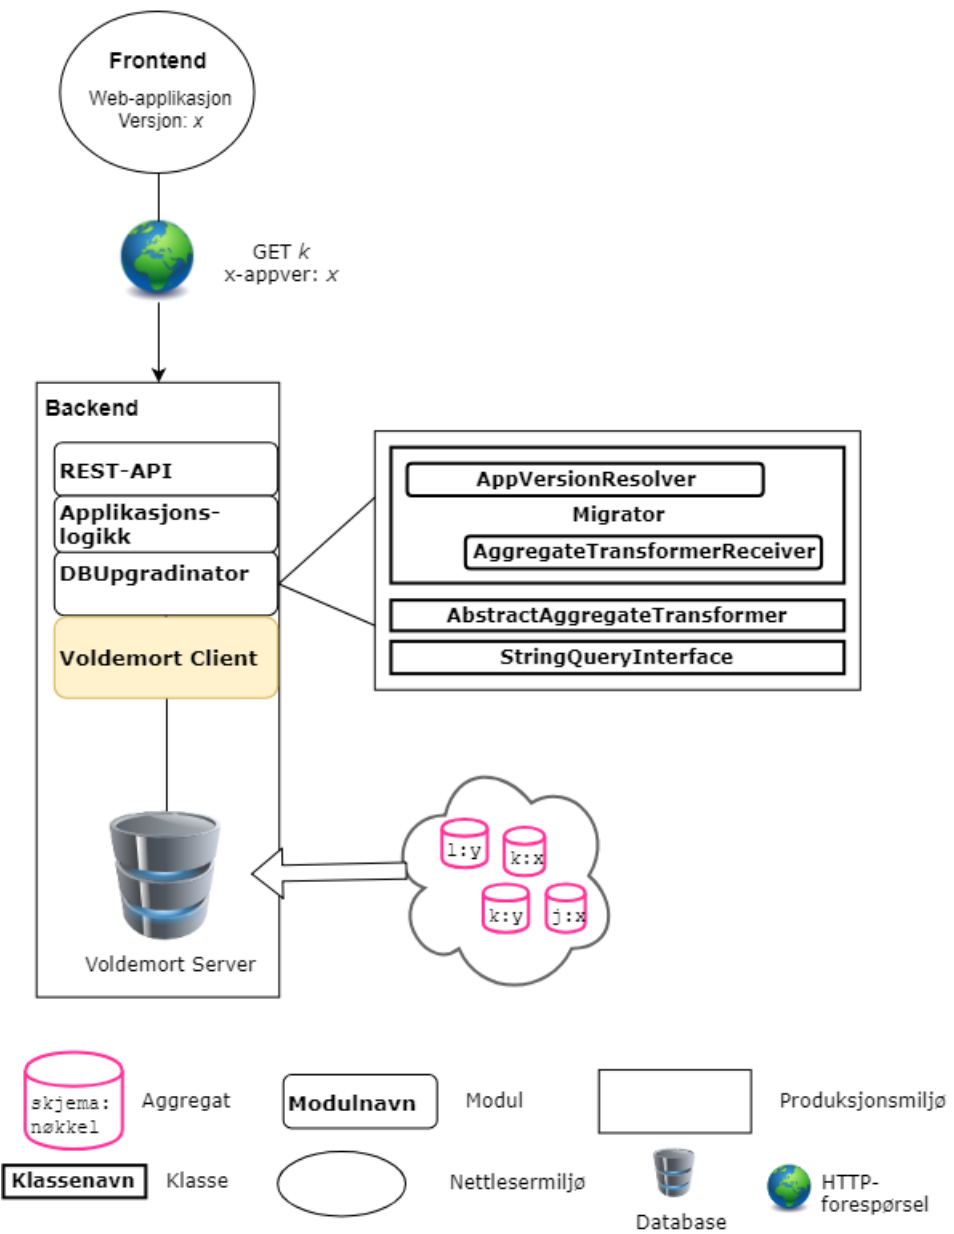 Frontend
Web-applikasjon
Versjon: x
GET k
x-appver: x
Backend
REST-API
Applikasjons-
logikk
DBUpgradinator
Voldemort Client
AppVersionResolver
Migrator
AggregateTransformerReceiver
AbstractAggregateTransformer
StringQueryInterface
l:y
k:x
k:y
j:x
Voldemort Server
skjema:
nøkkel
Aggregat
Modulnavn
Modul
Produksjonsmiljø
Klassenavn
Klasse
Nettlesermiljø
Database
HTTP-
forespørsel